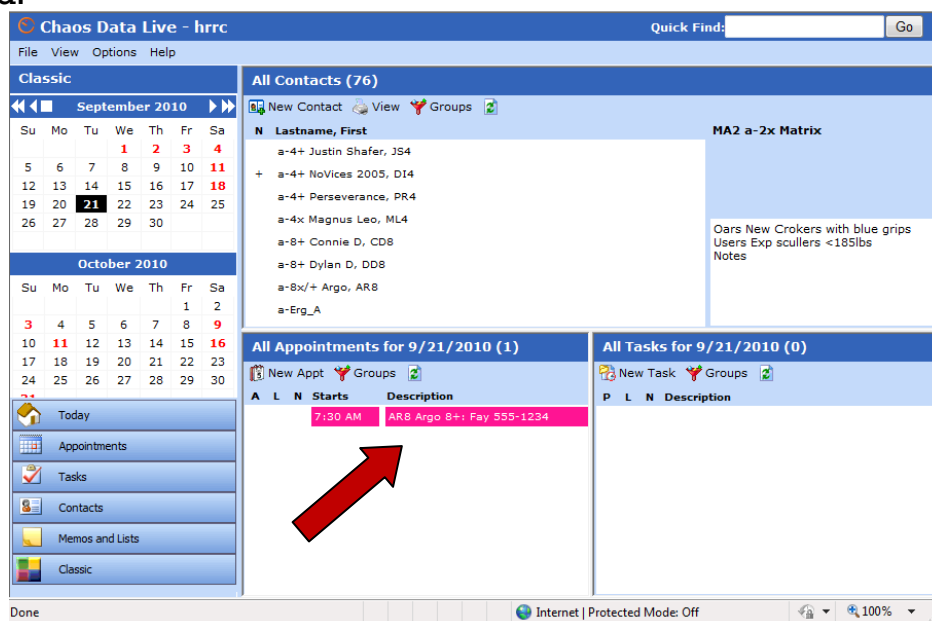 Chaos Data Live - hrrc Quick Find: Go
File View Options Help
Classic
September 2010
Su Mo Tu We Th Fr Sa
1 2 3 4
5 6 7 8 9 10 11
12 13 14 15 16 17 18
19 20 21 22 23 24 25
26 27 28 29 30
October 2010
Su Mo Tu We Th Fr Sa
1 2
3 4 5 6 7 8 9
10 11 12 13 14 15 16
17 18 19 20 21 22 23
24 25 26 27 28 29 30
Today
Appointments
Tasks
Contacts
Memos and Lists
Classic
All Contacts (76)
New Contact View Groups
N Lastname, First
a-4+ Justin Shafer, JS4
+ a-4+ NoVices 2005, DI4
a-4+ Perseverance, PR4
a-4x Magnus Leo, ML4
a-8+ Connie D, CD8
a-8+ Dylan D, DD8
a-8x/+ Argo, AR8
a-Erg_A
MA2 a-2x Matrix
Oars New Crokers with blue grips
Users Exp scullers <185lbs
Notes
All Appointments for 9/21/2010 (1)
New Appt Groups
A L N Starts Description
7:30 AM AR8 Argo 8+: Fay 555-1234
All Tasks for 9/21/2010 (0)
New Task Groups
P L N Description
Done Internet | Protected Mode: Off 100%